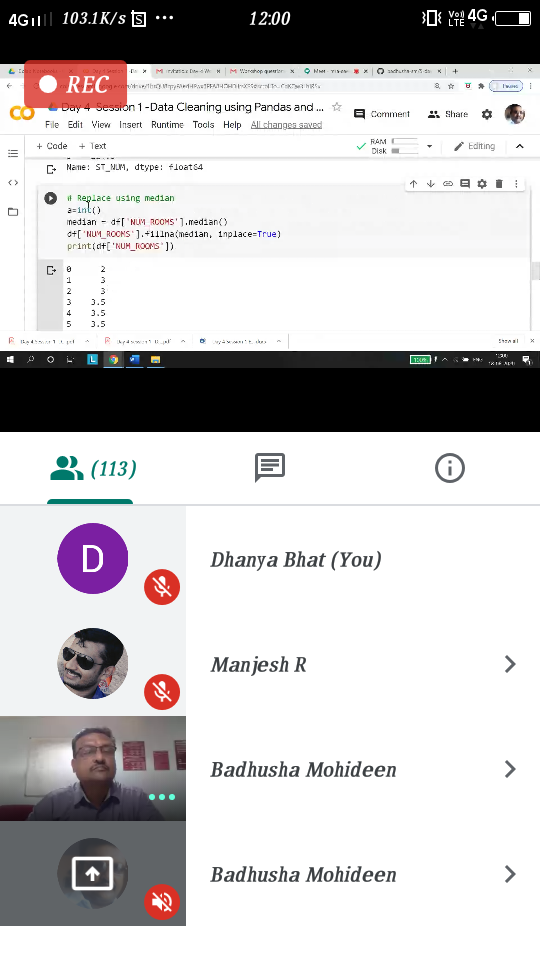 4G 103.1K/s S ••• 12:00 VoI LTE 4G
REC
Day 4 -Session 1 -Data Cleaning using Pandas and ...
File Edit View Insert Runtime Tools Help All changes saved
Comment Share
+ Code + Text RAM Disk Editing
Name: ST_NUM, dtype: float64
# Replace using median
a=int()
median = df['NUM_ROOMS'].median()
df['NUM_ROOMS'].fillna(median, inplace=True)
print(df['NUM_ROOMS'])
0 2
1 3
2 3
3 3.5
4 3.5
5 3.5
Show all
(113)
D Dhanya Bhat (You)
Manjesh R
Badhusha Mohideen
Badhusha Mohideen